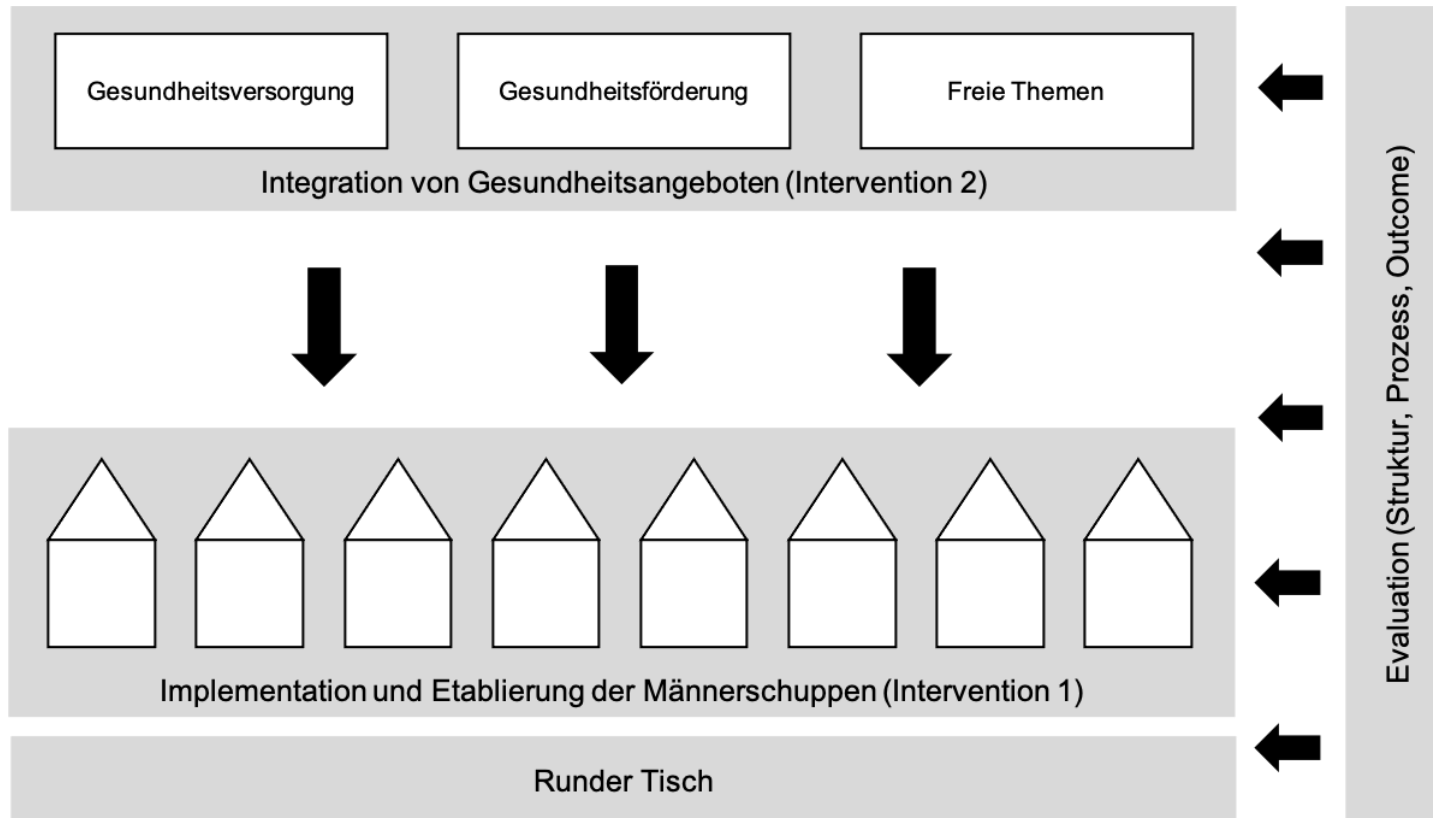 Gesundheitsversorgung
Gesundheitsförderung
Freie Themen
Integration von Gesundheitsangeboten (Intervention 2)
Implementation und Etablierung der Männerschuppen (Intervention 1)
Runder Tisch
Evaluation (Struktur, Prozess, Outcome)